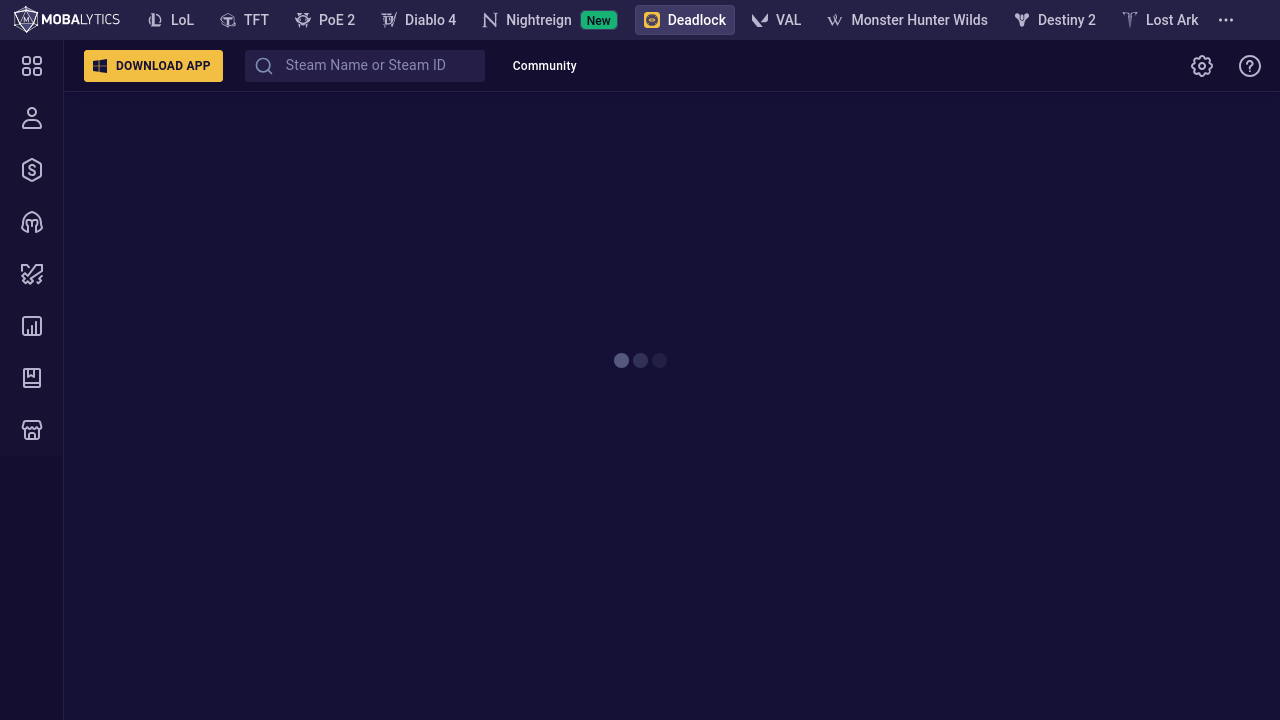 MOBALYTICS
LoL
TFT
PoE 2
Diablo 4
Nightreign
New
Deadlock
VAL
Monster Hunter Wilds
Destiny 2
Lost Ark
DOWNLOAD APP
Steam Name or Steam ID
Community